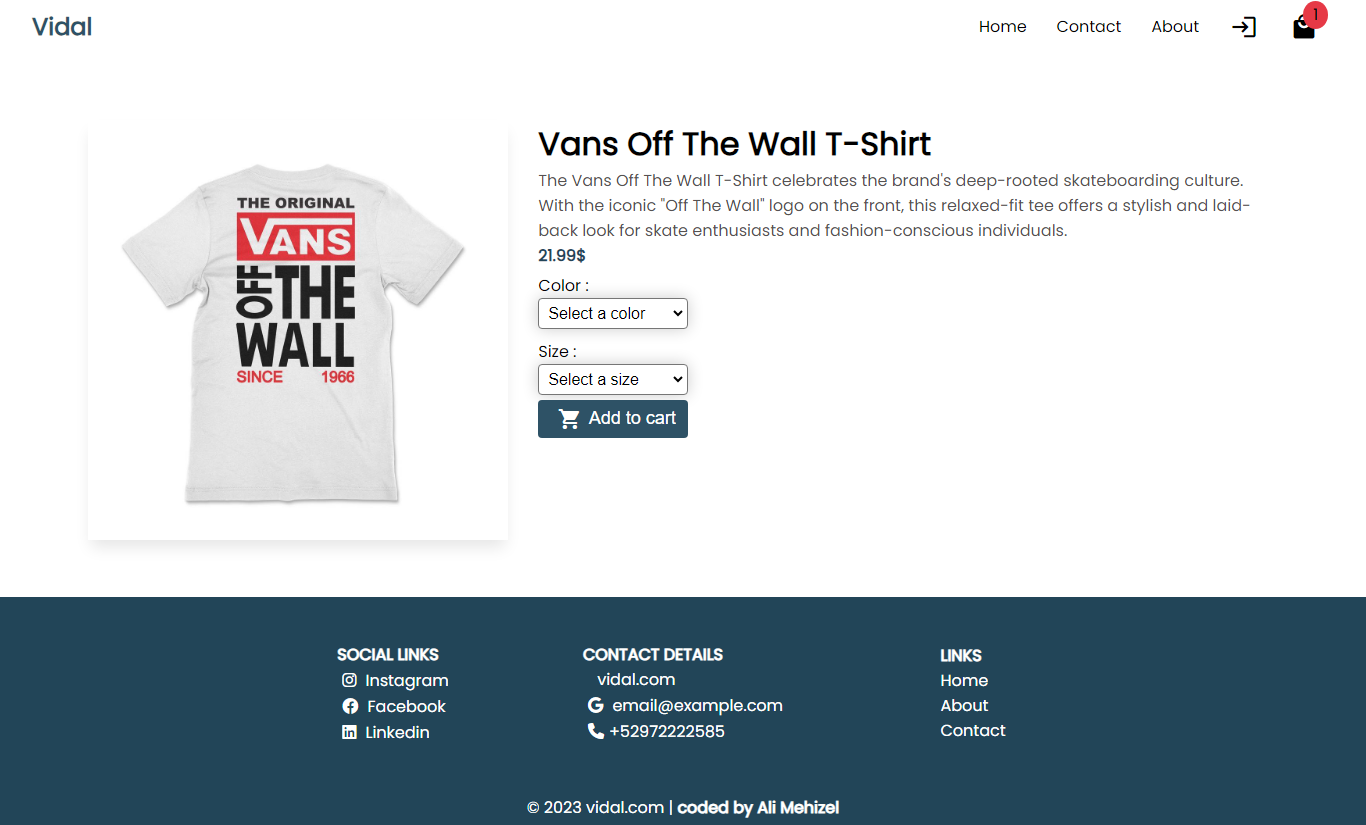 Vidal
Home Contact About 1
THE ORIGINAL
VANS
OFF THE
WALL
SINCE 1966
Vans Off The Wall T-Shirt
The Vans Off The Wall T-Shirt celebrates the brand's deep-rooted skateboarding culture.
With the iconic "Off The Wall" logo on the front, this relaxed-fit tee offers a stylish and laid-
back look for skate enthusiasts and fashion-conscious individuals.
21.99$
Color :
Select a color
Size :
Select a size
Add to cart
SOCIAL LINKS
Instagram
Facebook
Linkedin
CONTACT DETAILS
vidal.com
email@example.com
+52972222585
LINKS
Home
About
Contact
© 2023 vidal.com | coded by Ali Mehizel